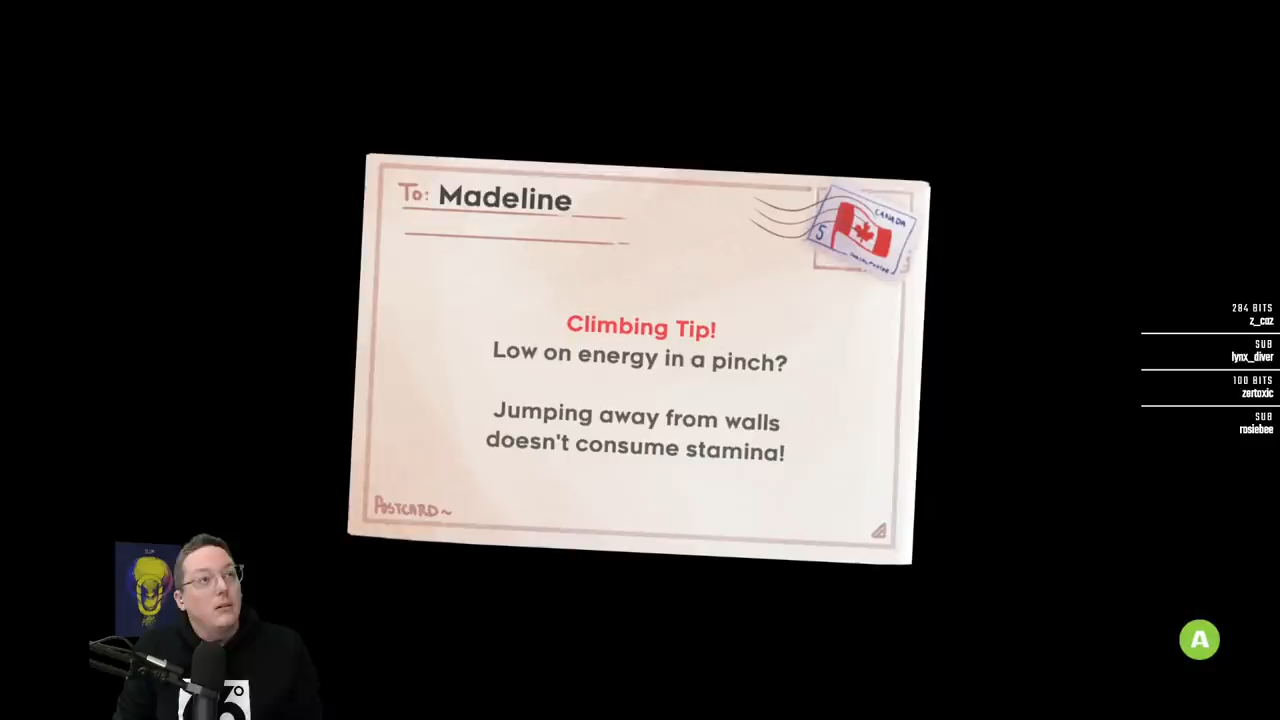 To: Madeline
CANADA
5
Climbing Tip!
Low on energy in a pinch?
Jumping away from walls
doesn't consume stamina!
POSTCARD~
284 BITS
z_caz
SUB
lynx_diver
100 BITS
zertoxic
SUB
rosiebee
A